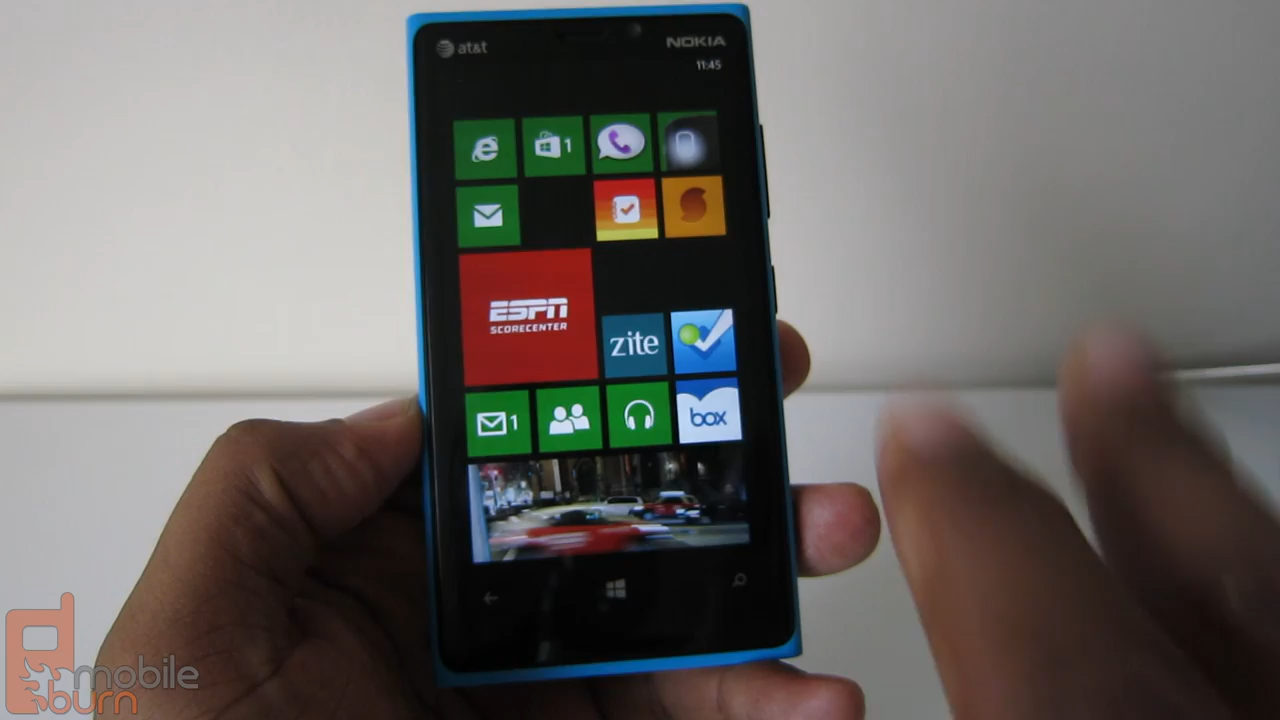 at&t
NOKIA
11:45
1
ESPN
SCORECENTER
zite
1
box
mobile
burn